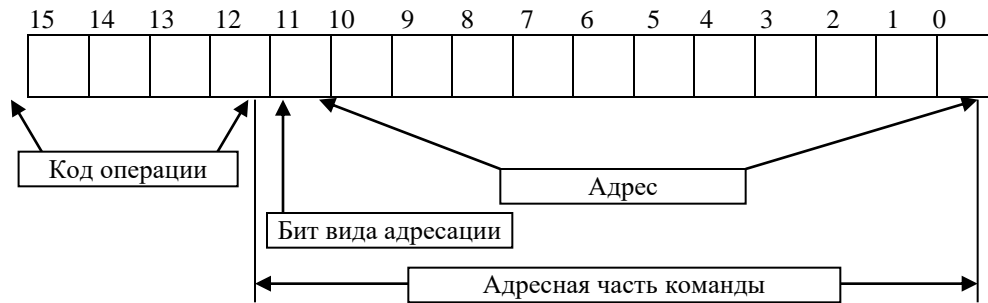 15 14 13 12 11 10 9 8 7 6 5 4 3 2 1 0
Код операции
Адрес
Бит вида адресации
Адресная часть команды